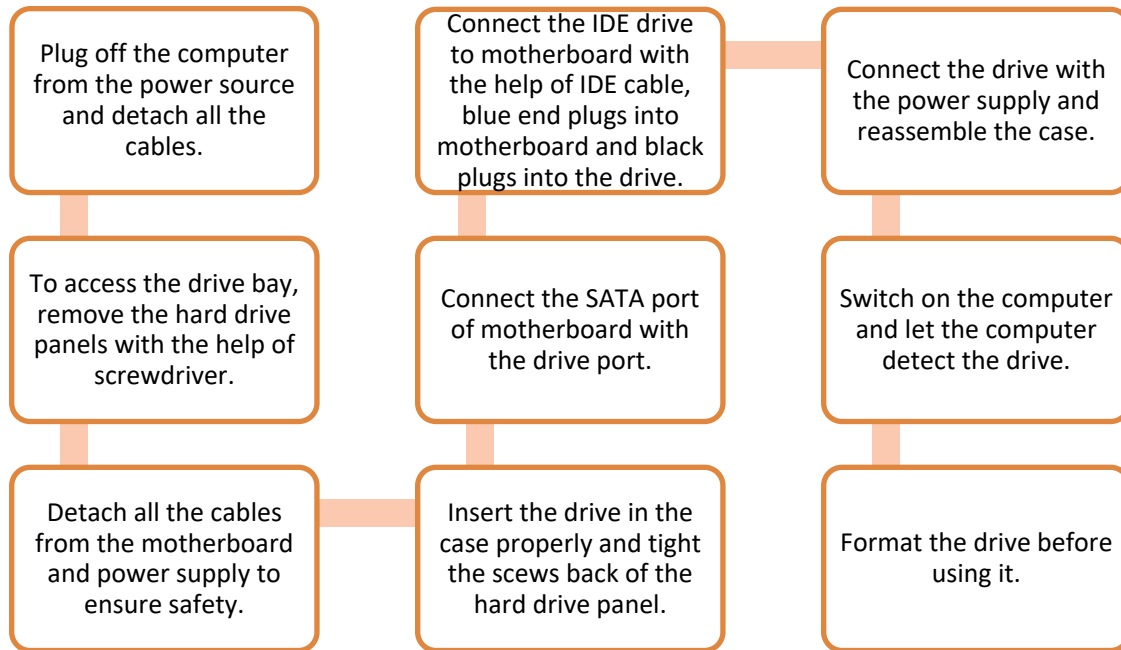 Plug off the computer
from the power source
and detach all the
cables.
To access the drive bay,
remove the hard drive
panels with the help of
screwdriver.
Detach all the cables
from the motherboard
and power supply to
ensure safety.
Insert the drive in the
case properly and tight
the scews back of the
hard drive panel.
Connect the SATA port
of motherboard with
the drive port.
Connect the IDE drive
to motherboard with
the help of IDE cable,
blue end plugs into
motherboard and black
plugs into the drive.
Connect the drive with
the power supply and
reassemble the case.
Switch on the computer
and let the computer
detect the drive.
Format the drive before
using it.